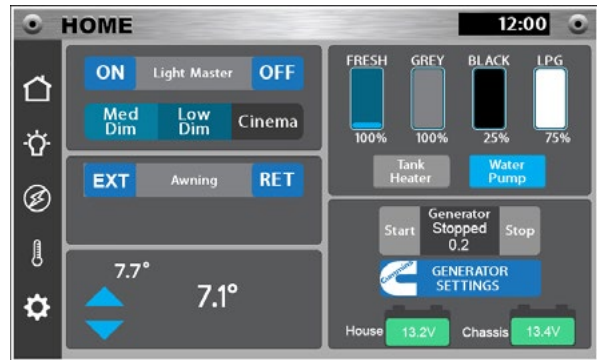 HOME
12:00
ON Light Master OFF
Med Dim Low Dim Cinema
EXT Awning RET
7.7°
7.1°
FRESH GREY BLACK LPG
100% 100% 25% 75%
Tank Heater
Water Pump
Start
Generator
Stopped
0.2
Stop
Cummins
GENERATOR
SETTINGS
House 13.2V Chassis 13.4V